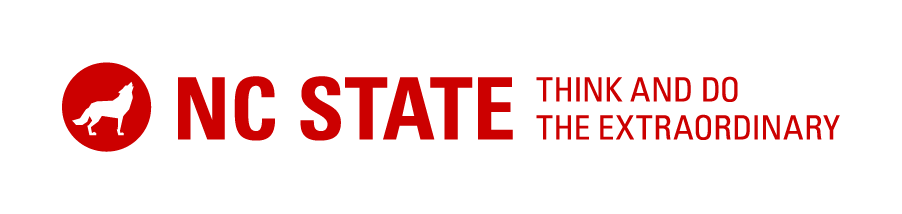 NC STATE
THINK AND DO
THE EXTRAORDINARY